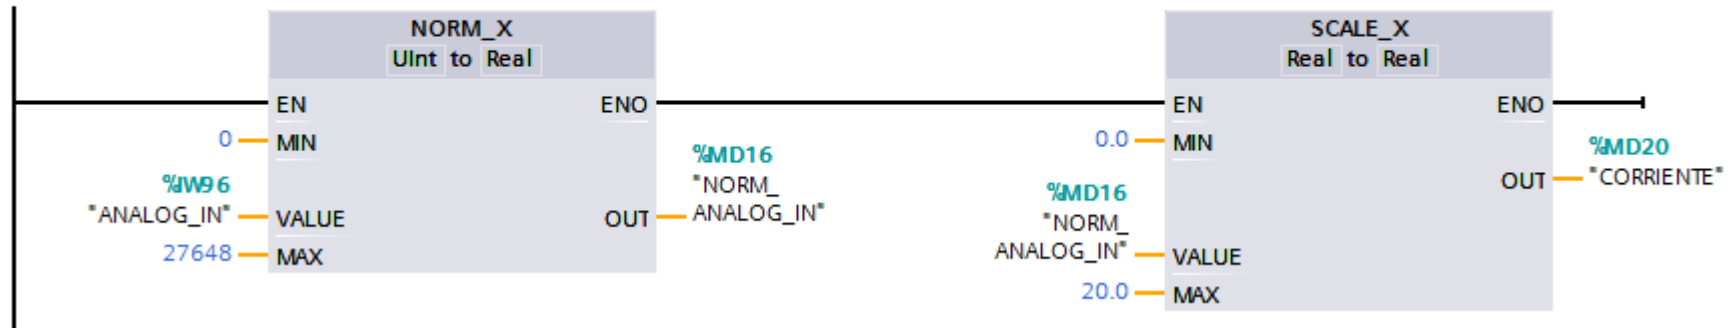 NORM_X
UInt to Real
EN
ENO
0
MIN
%IW96
"ANALOG_IN"
VALUE
27648
MAX
OUT
%MD16
"NORM_
ANALOG_IN"
SCALE_X
Real to Real
EN
ENO
0.0
MIN
%MD16
"NORM_
ANALOG_IN"
VALUE
20.0
MAX
OUT
%MD20
"CORRIENTE"